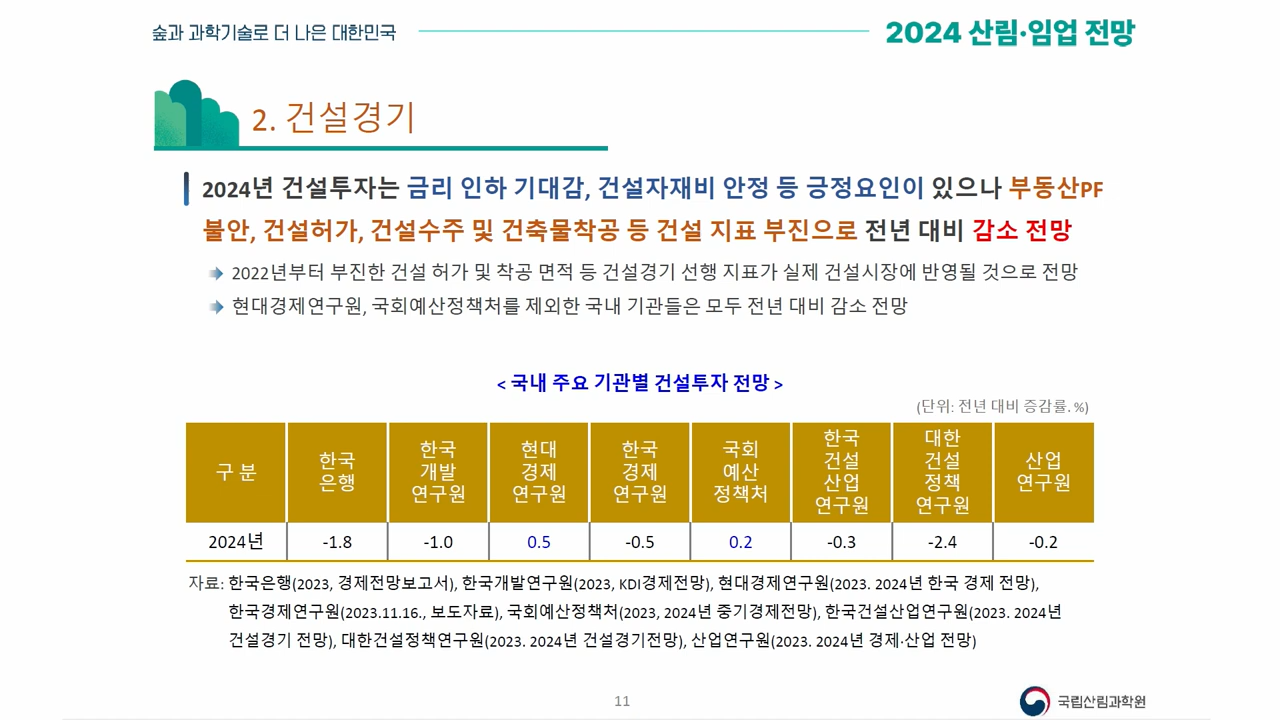 숲과 과학기술로 더 나은 대한민국
2024 산림·임업 전망
2. 건설경기
2024년 건설투자는 금리 인하 기대감, 건설자재비 안정 등 긍정요인이 있으나 부동산PF
불안, 건설허가, 건설수주 및 건축물착공 등 건설 지표 부진으로 전년 대비 감소 전망
2022년부터 부진한 건설 허가 및 착공 면적 등 건설경기 선행 지표가 실제 건설시장에 반영될 것으로 전망
현대경제연구원, 국회예산정책처를 제외한 국내 기관들은 모두 전년 대비 감소 전망
< 국내 주요 기관별 건설투자 전망 >
(단위: 전년 대비 증감률. %)
구 분 한국은행 한국개발연구원 현대경제연구원 한국경제연구원 국회예산정책처 한국건설산업연구원 대한건설정책연구원 산업연구원
2024년 -1.8 -1.0 0.5 -0.5 0.2 -0.3 -2.4 -0.2
자료: 한국은행(2023, 경제전망보고서), 한국개발연구원(2023, KDI경제전망), 현대경제연구원(2023. 2024년 한국 경제 전망),
한국경제연구원(2023.11.16., 보도자료), 국회예산정책처(2023, 2024년 중기경제전망), 한국건설산업연구원(2023. 2024년
건설경기 전망), 대한건설정책연구원(2023. 2024년 건설경기전망), 산업연구원(2023. 2024년 경제·산업 전망)
11
국립산림과학원